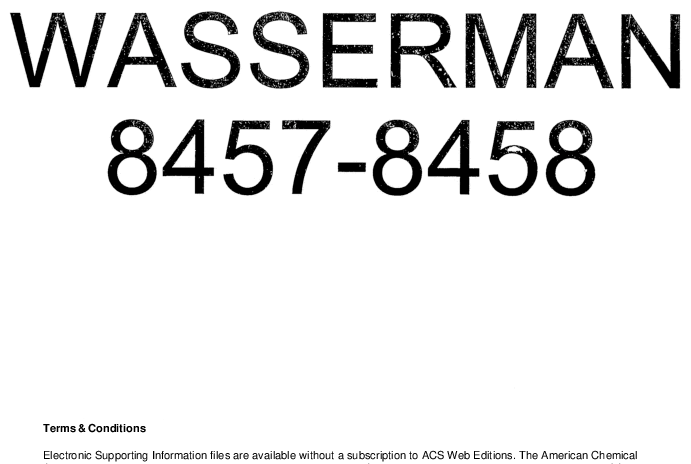 WASSERMAN
8457-8458
Terms & Conditions
Electronic Supporting Information files are available without a subscription to ACS Web Editions. The American Chemical